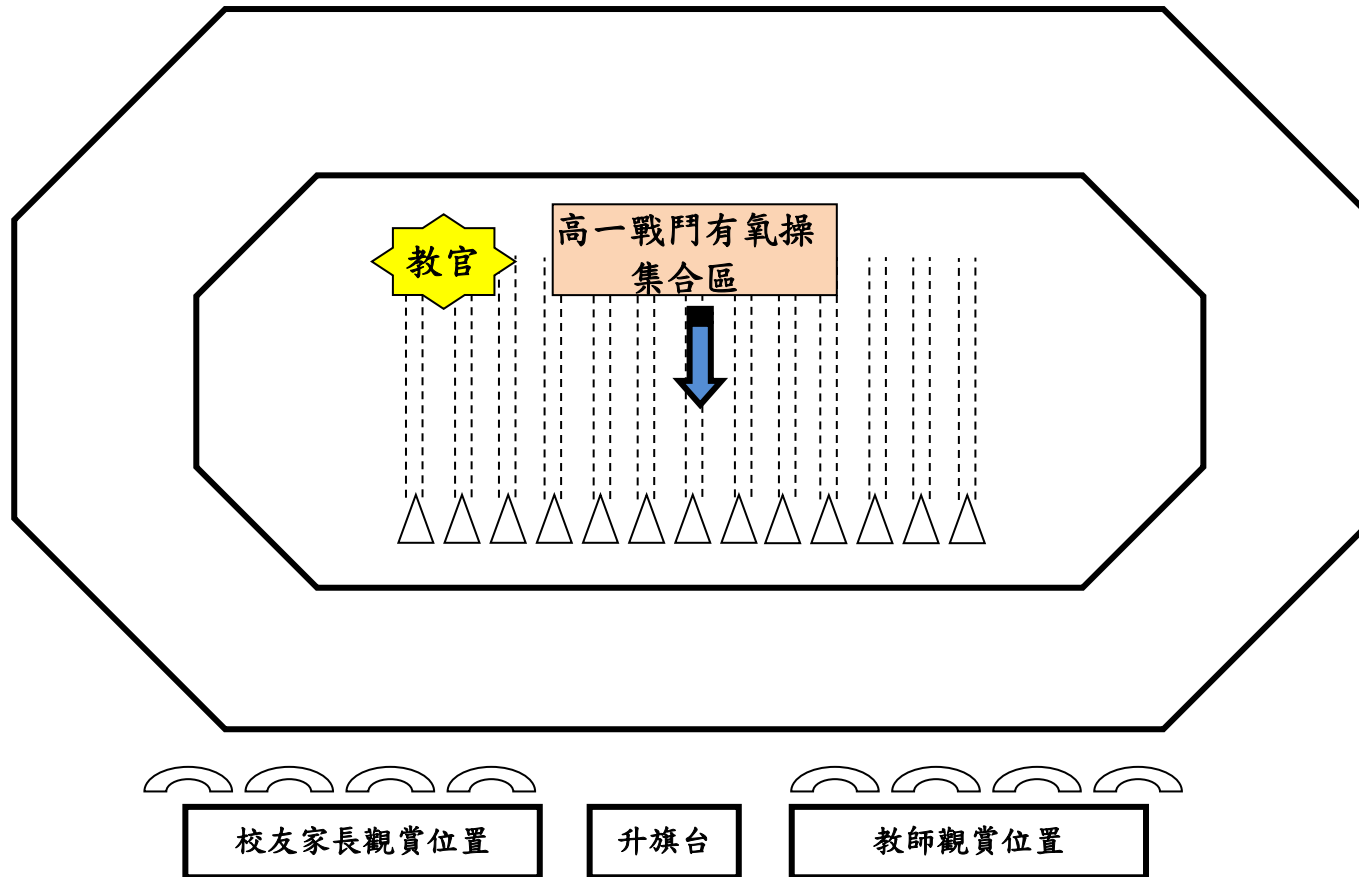 高一戰鬥有氧操
集合區
教官
校友家長觀賞位置
升旗台
教師觀賞位置